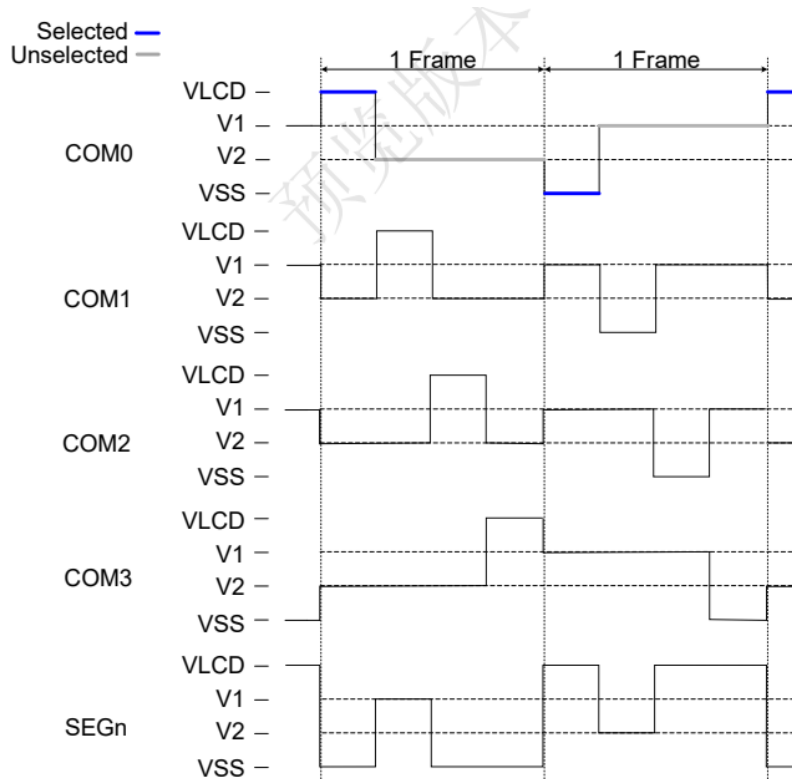 Selected
Unselected
1 Frame 1 Frame
VLCD
V1
COM0
V2
VSS
VLCD
V1
COM1
V2
VSS
VLCD
V1
COM2
V2
VSS
VLCD
V1
COM3
V2
VSS
VLCD
V1
SEGn
V2
VSS
预览版本